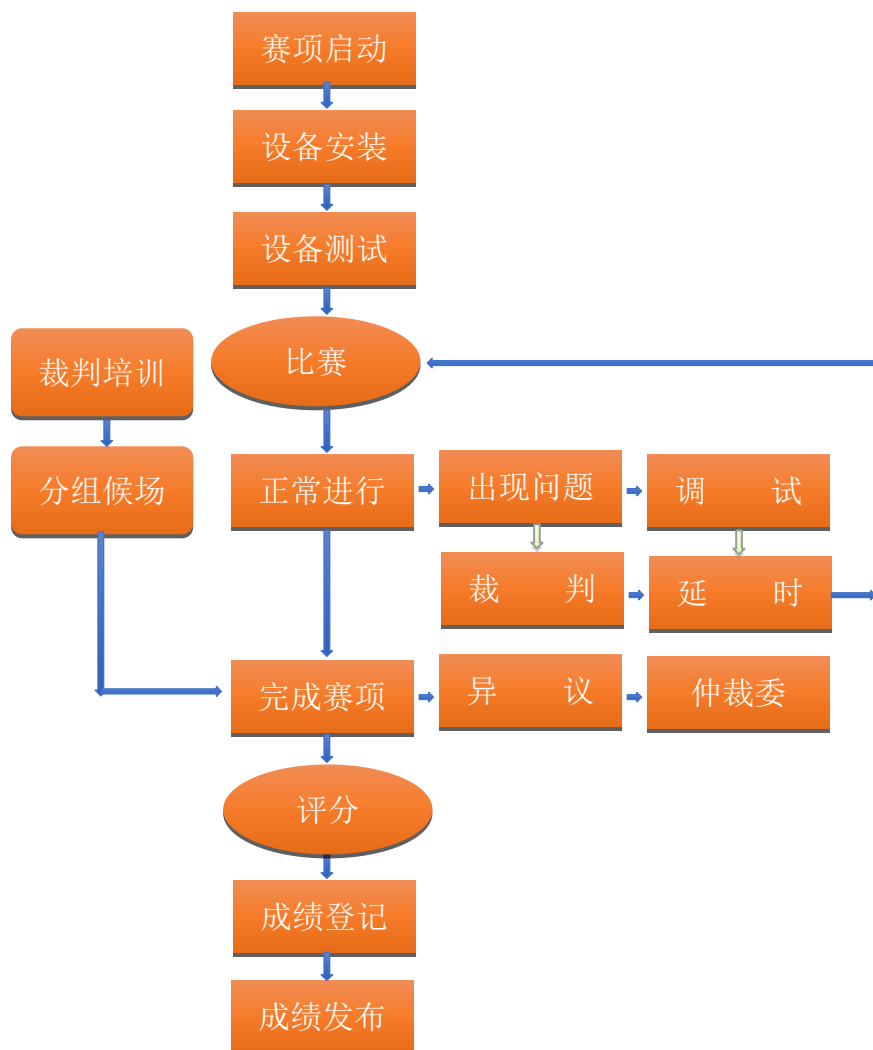 赛项启动
设备安装
设备测试
比赛
裁判培训
分组候场
正常进行
出现问题
调 试
裁 判
延 时
完成赛项
异 议
仲裁委
评分
成绩登记
成绩发布